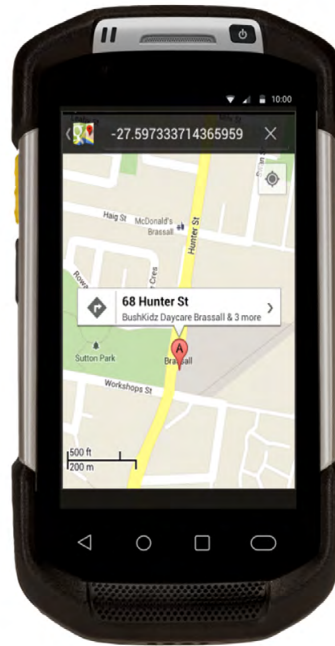 10:00
-27.597333714365959
Haig St
McDonald's
Brassall
Hunter St
Cres
68 Hunter St
BushKidz Daycare Brassall & 3 more
A
Sutton Park
Brassall
Workshops St
500 ft
200 m